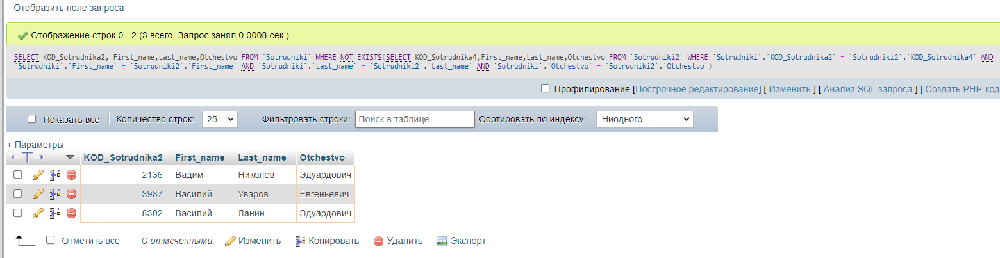 Отобразить поле запроса
Отображение строк 0 - 2 (3 всего, Запрос занял 0.0008 сек.)
SELECT KOD_Sotrudnika2, First_name,Last_name,Otchestvo FROM `Sotrudniki` WHERE NOT EXISTS(SELECT KOD_Sotrudnika4,First_name,Last_name,Otchestvo FROM `Sotrudniki2` WHERE `Sotrudniki`.`KOD_Sotrudnika2` = `Sotrudniki2`.`KOD_Sotrudnika4` AND
`Sotrudniki`.`First_name` = `Sotrudniki2`.`First_name` AND `Sotrudniki`.`Last_name` = `Sotrudniki2`.`Last_name` AND `Sotrudniki`.`Otchestvo` = `Sotrudniki2`.`Otchestvo`)
Профилирование [Построчное редактирование] [ Изменить ] [ Анализ SQL запроса ] [ Создать PHP-код
Показать все Количество строк: 25 Фильтровать строки: Поиск в таблице Сортировать по индексу: Ниодного
+ Параметры
KOD_Sotrudnika2 First_name Last_name Otchestvo
2136 Вадим Николев Эдуардович
3987 Василий Уваров Евгеньевич
8302 Василий Ланин Эдуардович
Отметить все С отмеченными: Изменить Копировать Удалить Экспорт